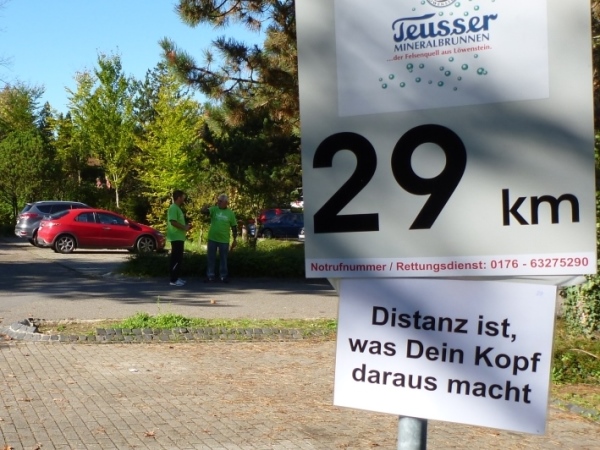 Teusser
MINERALBRUNNEN
...der Felsenquell aus Löwenstein.
29 km
Notrufnummer / Rettungsdienst: 0176 - 63275290
Distanz ist,
was Dein Kopf
daraus macht